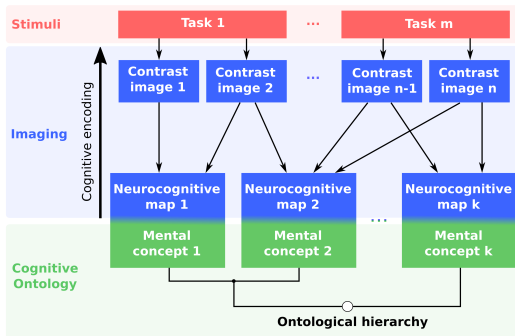 Stimuli
Task 1
...
Task m
Contrast
image 1
Contrast
image 2
...
Contrast
image n-1
Contrast
image n
Imaging
Cognitive encoding
Neurocognitive
map 1
Neurocognitive
map 2
...
Neurocognitive
map k
Mental
concept 1
Mental
concept 2
Mental
concept k
Cognitive
Ontology
Ontological hierarchy